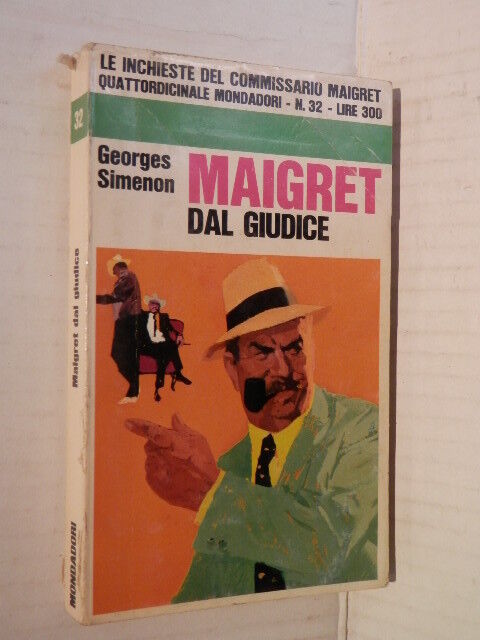 LE INCHIESTE DEL COMMISSARIO MAIGRET
QUATTORDICINALE MONDADORI - N. 32 - LIRE 300
Georges
Simenon
MAIGRET
DAL GIUDICE
32
Maigret dal giudice
MONDADORI